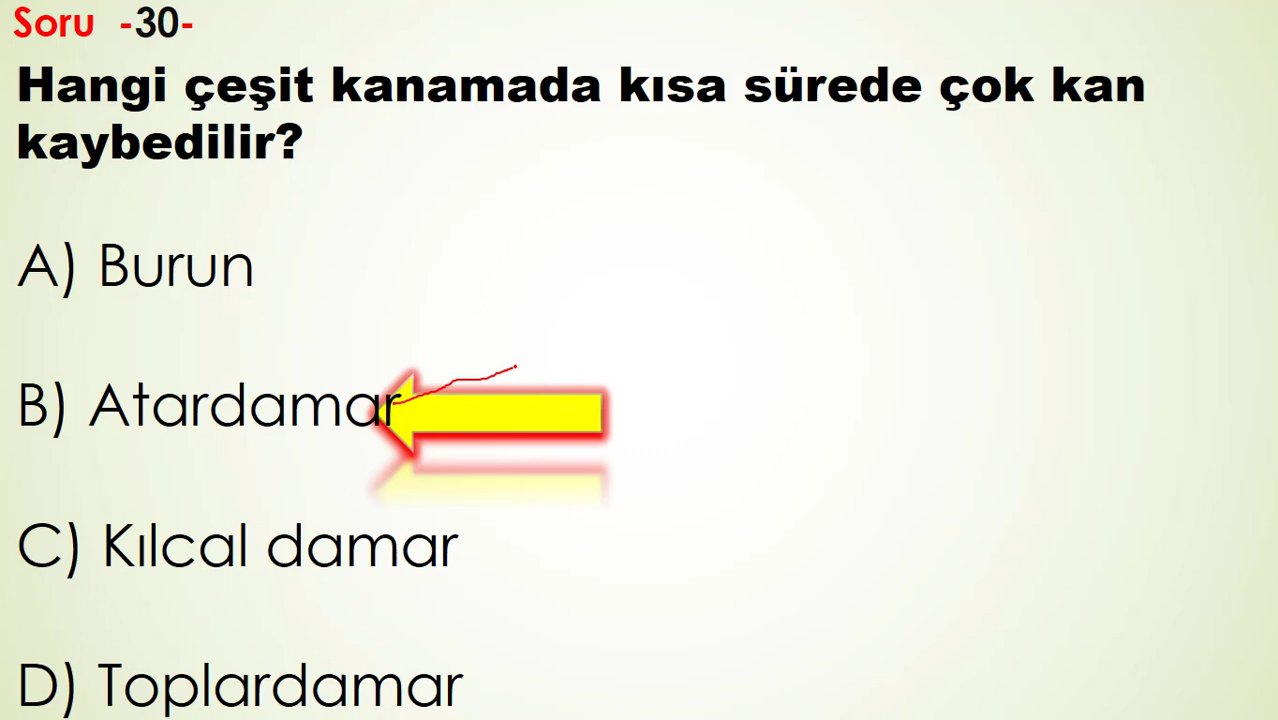 Soru -30-
Hangi çeşit kanamada kısa sürede çok kan
kaybedilir?
A) Burun
B) Atardamar
C) Kılcal damar
D) Toplardamar